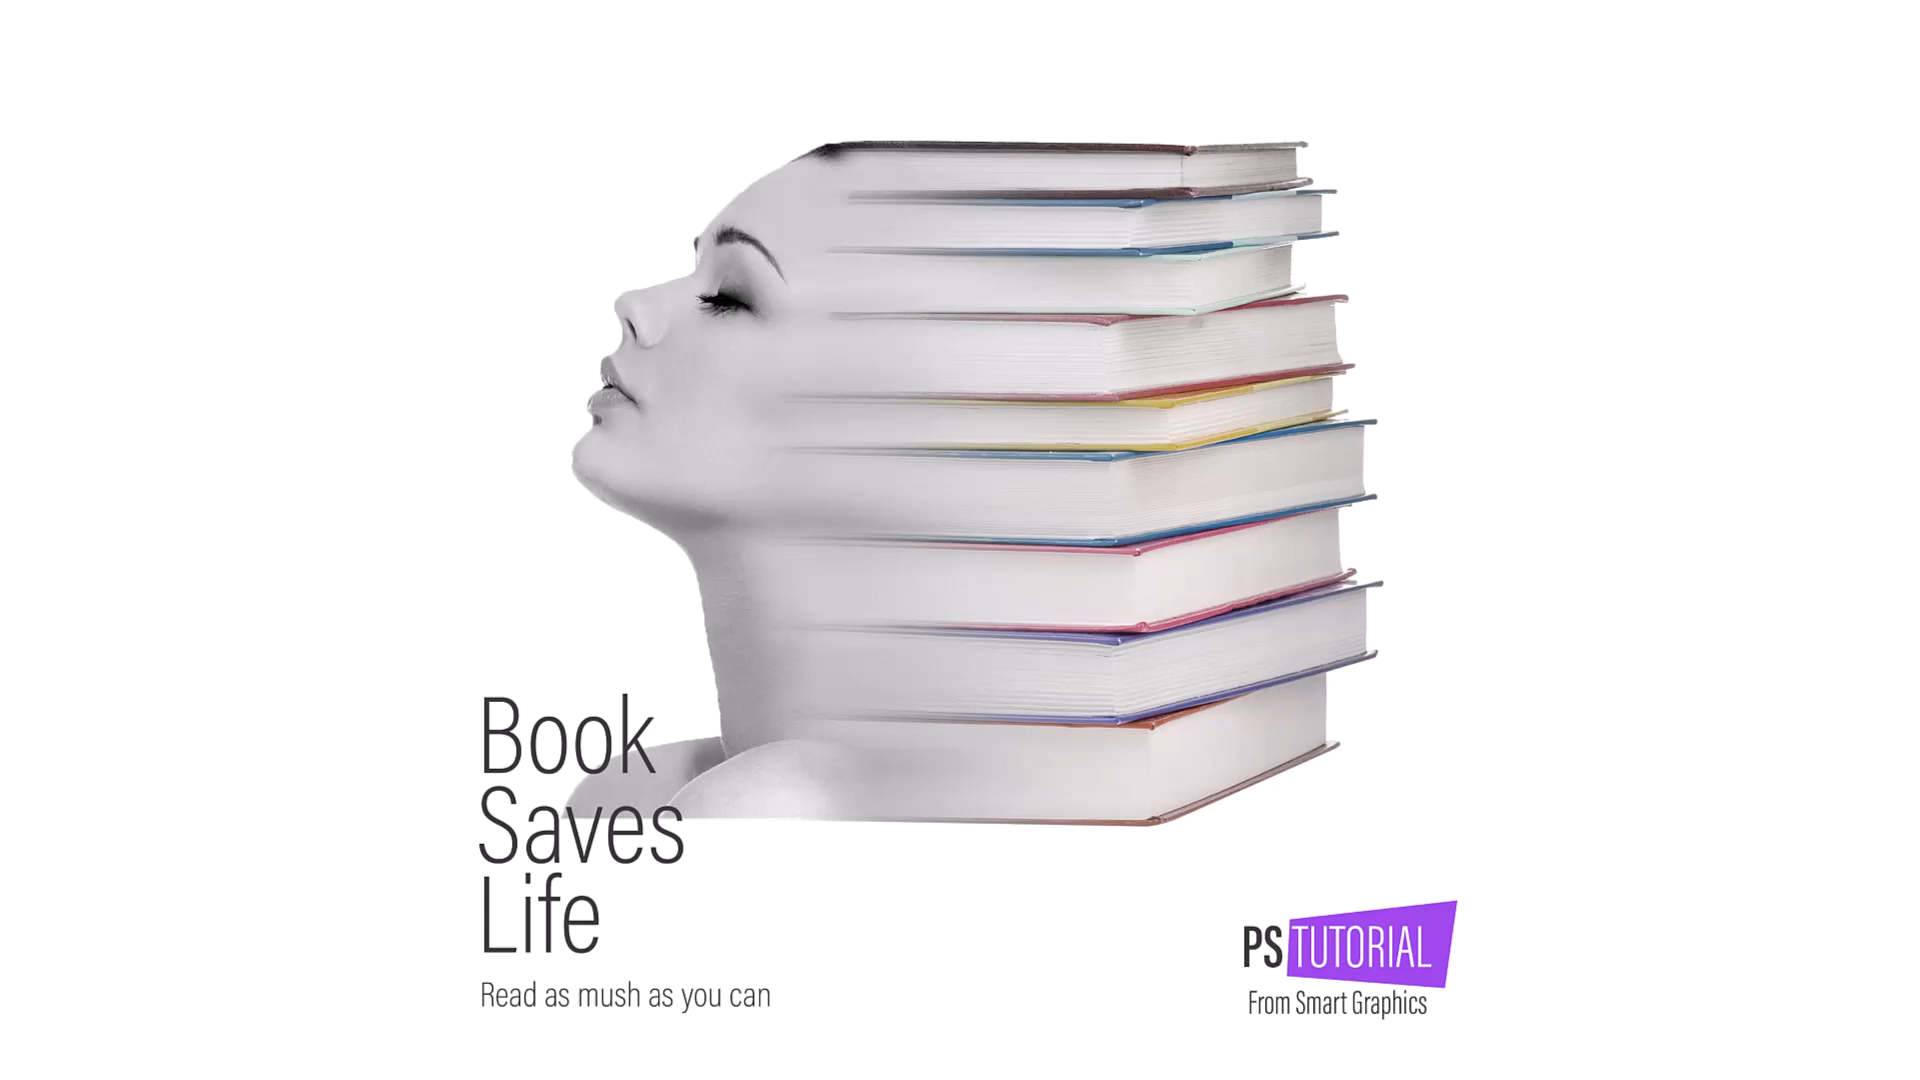 Book
Saves
Life
Read as mush as you can
PS TUTORIAL
From Smart Graphics